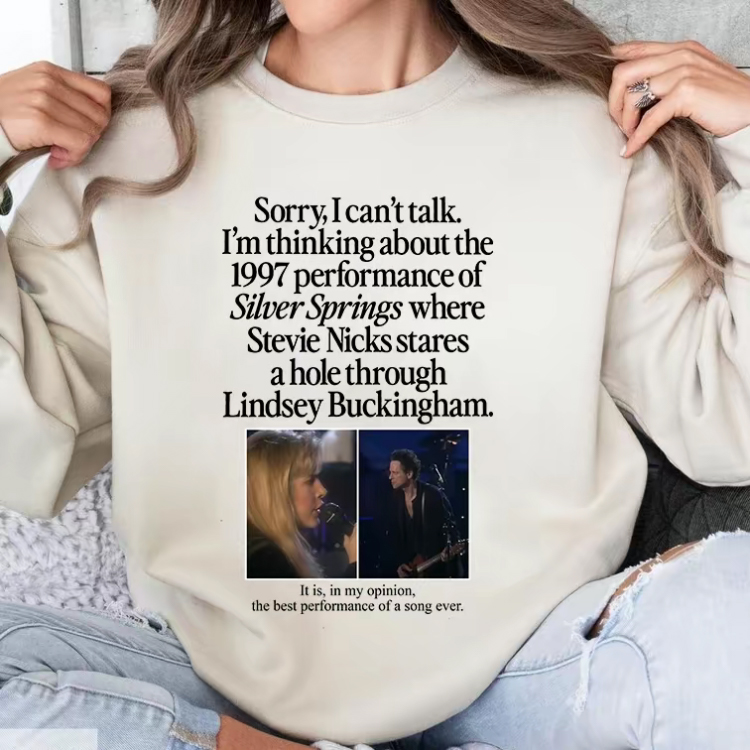 Sorry, I can't talk.
I'm thinking about the
1997 performance of
Silver Springs where
Stevie Nicks stares
a hole through
Lindsey Buckingham.
It is, in my opinion,
the best performance of a song ever.